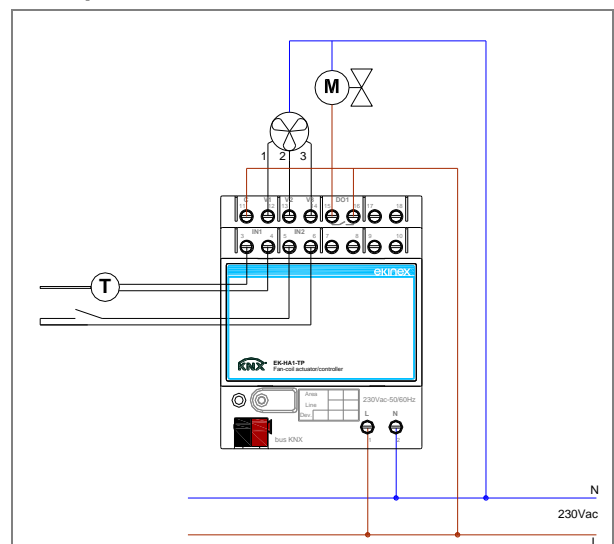 M
1 2 3
C V1 V2 V3 DO1
11 12 13 14 15 16 17 18
IN1 IN2
3 4 5 6 7 8 9 10
T
ekinex
KNX
EK-HA1-TP
Fan-coil actuator/controller
Area
Line
Dev.
230Vac-50/60Hz
L N
1 2
bus KNX
N
230Vac
L